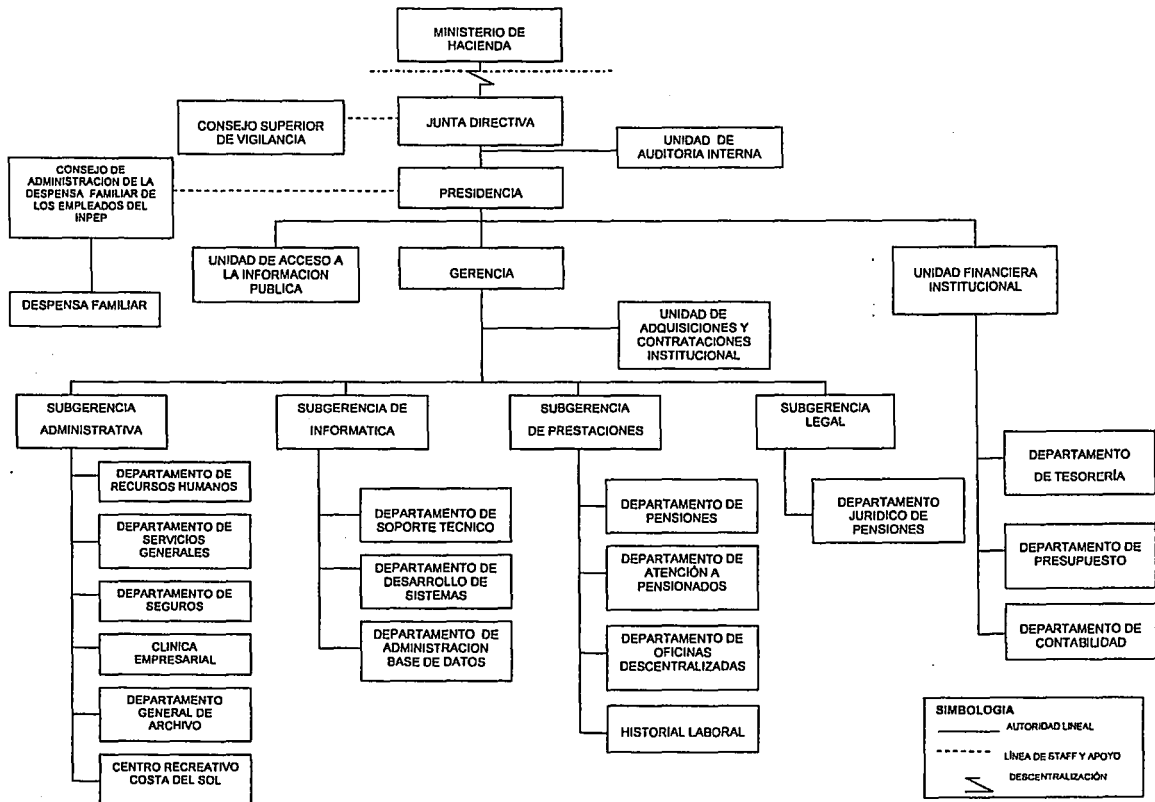 MINISTERIO DE
HACIENDA
CONSEJO SUPERIOR
DE VIGILANCIA
JUNTA DIRECTIVA
UNIDAD DE
AUDITORIA INTERNA
CONSEJO DE
ADMINISTRACION DE LA
DESPENSA FAMILIAR DE
LOS EMPLEADOS DEL
INPEP
PRESIDENCIA
UNIDAD DE ACCESO A
LA INFORMACION
PUBLICA
GERENCIA
UNIDAD FINANCIERA
INSTITUCIONAL
DESPENSA FAMILIAR
UNIDAD DE
ADQUISICIONES Y
CONTRATACIONES
INSTITUCIONAL
SUBGERENCIA
ADMINISTRATIVA
SUBGERENCIA DE
INFORMATICA
SUBGERENCIA
DE PRESTACIONES
SUBGERENCIA
LEGAL
DEPARTAMENTO DE
RECURSOS HUMANOS
DEPARTAMENTO DE
SERVICIOS
GENERALES
DEPARTAMENTO DE
SEGUROS
CLINICA
EMPRESARIAL
DEPARTAMENTO
GENERAL DE
ARCHIVO
CENTRO RECREATIVO
COSTA DEL SOL
DEPARTAMENTO DE
SOPORTE TECNICO
DEPARTAMENTO DE
DESARROLLO DE
SISTEMAS
DEPARTAMENTO DE
ADMINISTRACION
BASE DE DATOS
DEPARTAMENTO DE
PENSIONES
DEPARTAMENTO DE
ATENCIÓN A
PENSIONADOS
DEPARTAMENTO DE
OFICINAS
DESCENTRALIZADAS
HISTORIAL LABORAL
DEPARTAMENTO
JURIDICO DE
PENSIONES
DEPARTAMENTO
DE TESORERÍA
DEPARTAMENTO DE
PRESUPUESTO
DEPARTAMENTO DE
CONTABILIDAD
SIMBOLOGIA
AUTORIDAD LINEAL
LÍNEA DE STAFF Y APOYO
DESCENTRALIZACIÓN